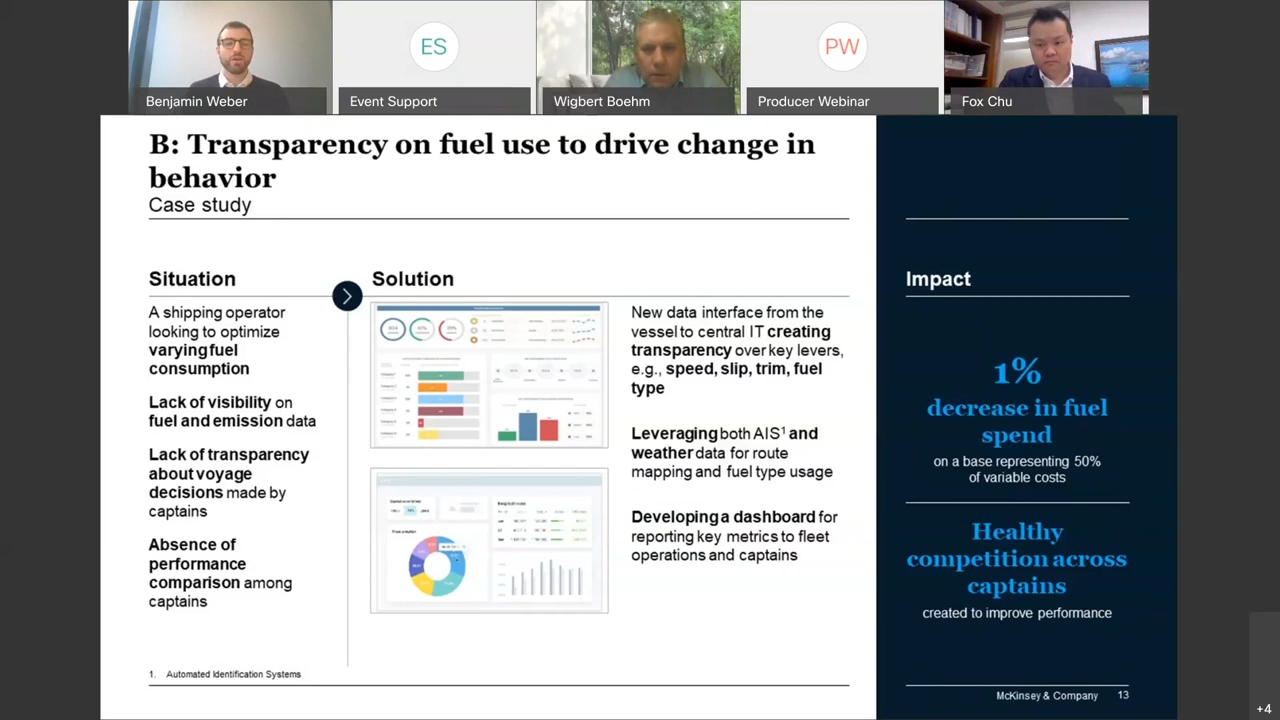 ES
PW
Benjamin Weber
Event Support
Wigbert Boehm
Producer Webinar
Fox Chu
B: Transparency on fuel use to drive change in
behavior
Case study
Situation
A shipping operator
looking to optimize
varying fuel
consumption
Lack of visibility on
fuel and emission data
Lack of transparency
about voyage
decisions made by
captains
Absence of
performance
comparison among
captains
Solution
New data interface from the
vessel to central IT creating
transparency over key levers,
e.g., speed, slip, trim, fuel
type
Leveraging both AIS¹ and
weather data for route
mapping and fuel type usage
Developing a dashboard for
reporting key metrics to fleet
operations and captains
Impact
1%
decrease in fuel
spend
on a base representing 50%
of variable costs
Healthy
competition across
captains
created to improve performance
1. Automated Identification Systems
McKinsey & Company 13
+4